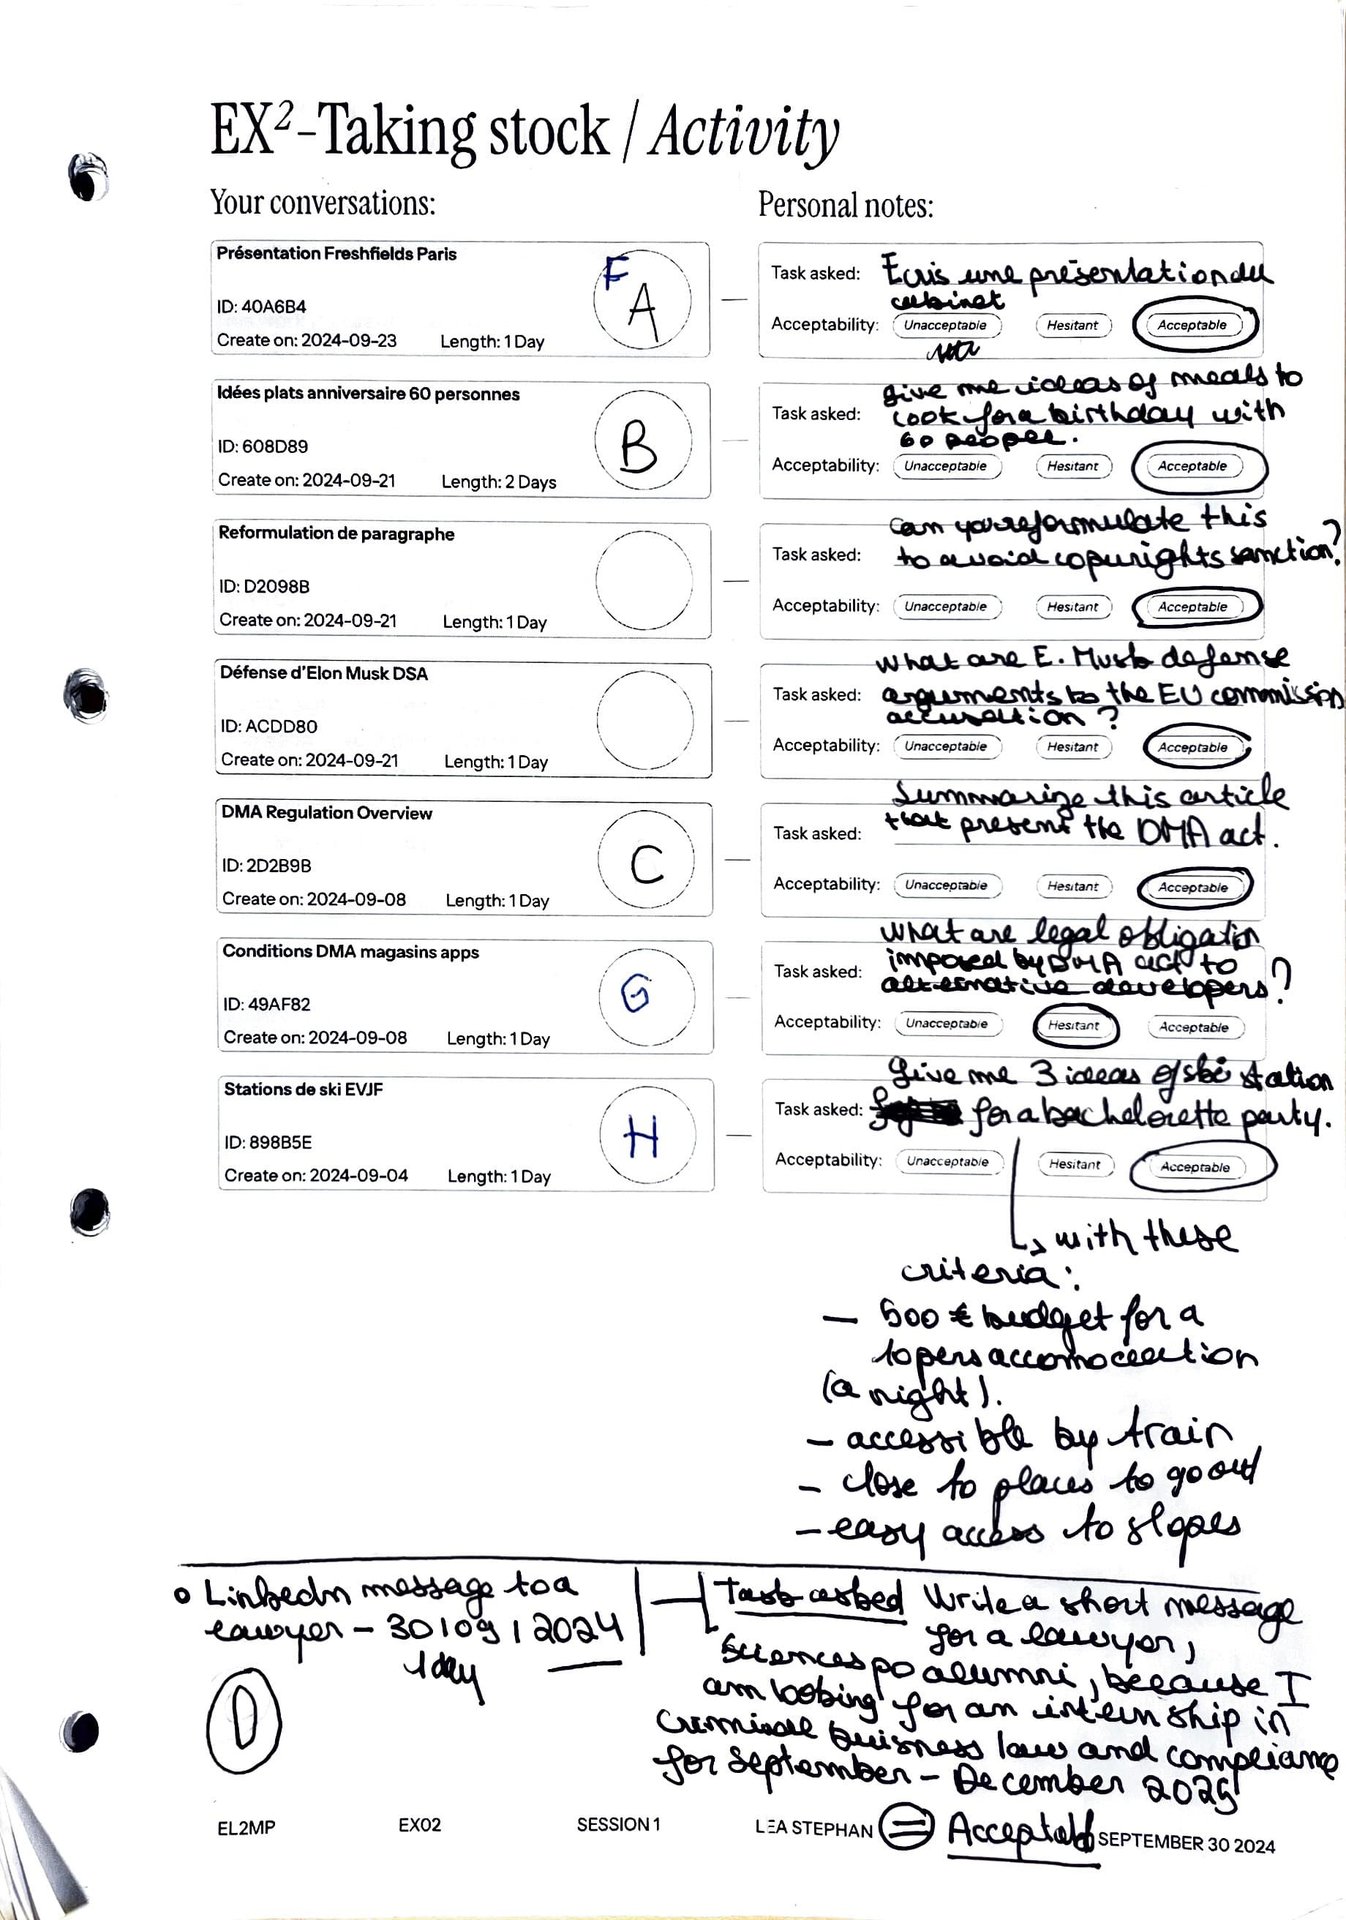 EX²-Taking stock / Activity
Your conversations:
Personal notes:
Présentation Freshfields Paris
ID: 40A6B4
Create on: 2024-09-23 Length: 1 Day
F
A
Task asked: Ecris une présentation du
cabinet
Acceptability: Unacceptable Hesitant Acceptable
Idées plats anniversaire 60 personnes
ID: 608D89
Create on: 2024-09-21 Length: 2 Days
B
give me ideas of meals to
Task asked: cook for a birthday with
60 people.
Acceptability: Unacceptable Hesitant Acceptable
Reformulation de paragraphe
ID: D2098B
Create on: 2024-09-21 Length: 1 Day
Can you reformulate this
Task asked: to avoid copurights sanction?
Acceptability: Unacceptable Hesitant Acceptable
Défense d'Elon Musk DSA
ID: ACDD80
Create on: 2024-09-21 Length: 1 Day
What are E. Musk defense
Task asked: arguments to the EU commission
accusation ?
Acceptability: Unacceptable Hesitant Acceptable
DMA Regulation Overview
ID: 2D2B9B
Create on: 2024-09-08 Length: 1 Day
C
Summarize this article
Task asked: that present the DMA act.
Acceptability: Unacceptable Hesitant Acceptable
Conditions DMA magasins apps
ID: 49AF82
Create on: 2024-09-08 Length: 1 Day
G
What are legal obligation
Task asked: imposed by DMA act to
alternative developers?
Acceptability: Unacceptable Hesitant Acceptable
Stations de ski EVJF
ID: 898B5E
Create on: 2024-09-04 Length: 1 Day
H
Give me 3 ideas of ski station
Task asked: for a bachelorette party.
Acceptability: Unacceptable Hesitant Acceptable
with these
criteria:
- 500 € budget for a
10 pers accomodation
(a night).
- accessible by train
- close to places to go out
- easy access to slopes
Linkedn message to a
lawyer - 30/09/2024
1 day
D
Task asked Write a short message
for a lawyer,
Sciencespo alumni, because I
am looking for an internship in
criminal buisness law and compliance
for September - December 2025
= Acceptable
EL2MP EX02 SESSION 1 LEA STEPHAN SEPTEMBER 30 2024